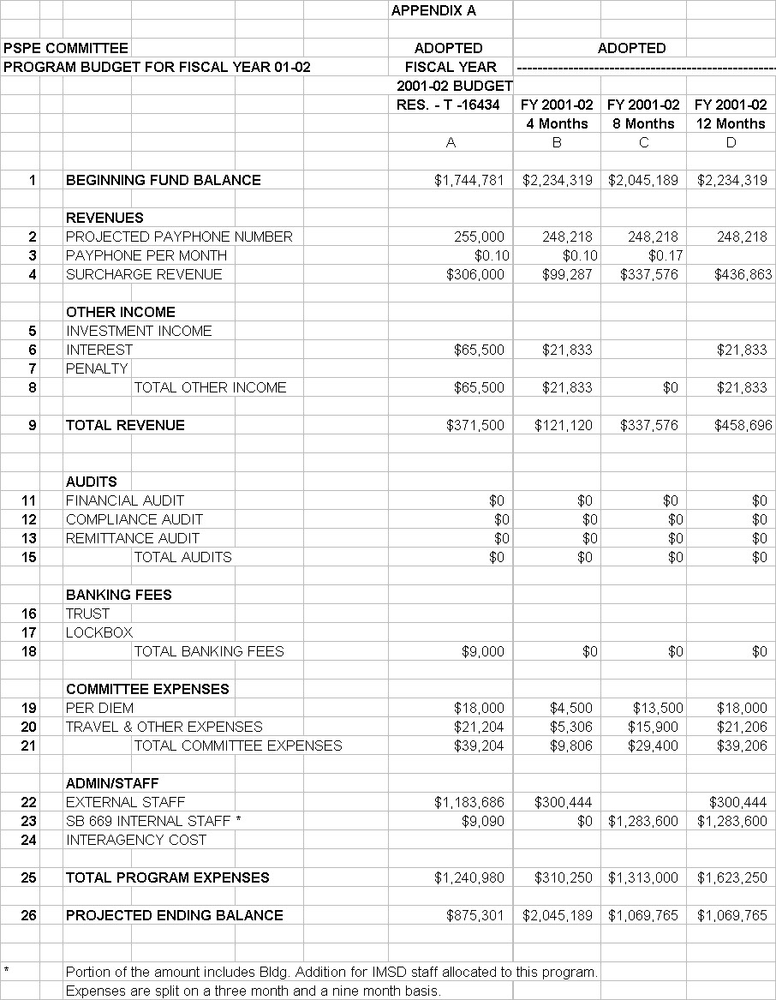 APPENDIX A
PSPE COMMITTEE ADOPTED ADOPTED
PROGRAM BUDGET FOR FISCAL YEAR 01-02 FISCAL YEAR ---------------------------------------------------
2001-02 BUDGET
RES. - T -16434 FY 2001-02 FY 2001-02 FY 2001-02
4 Months 8 Months 12 Months
A B C D
1 BEGINNING FUND BALANCE $1,744,781 $2,234,319 $2,045,189 $2,234,319
REVENUES
2 PROJECTED PAYPHONE NUMBER 255,000 248,218 248,218 248,218
3 PAYPHONE PER MONTH $0.10 $0.10 $0.17
4 SURCHARGE REVENUE $306,000 $99,287 $337,576 $436,863
OTHER INCOME
5 INVESTMENT INCOME
6 INTEREST $65,500 $21,833 $21,833
7 PENALTY
8 TOTAL OTHER INCOME $65,500 $21,833 $0 $21,833
9 TOTAL REVENUE $371,500 $121,120 $337,576 $458,696
AUDITS
11 FINANCIAL AUDIT $0 $0 $0 $0
12 COMPLIANCE AUDIT $0 $0 $0 $0
13 REMITTANCE AUDIT $0 $0 $0 $0
15 TOTAL AUDITS $0 $0 $0 $0
BANKING FEES
16 TRUST
17 LOCKBOX
18 TOTAL BANKING FEES $9,000 $0 $0 $0
COMMITTEE EXPENSES
19 PER DIEM $18,000 $4,500 $13,500 $18,000
20 TRAVEL & OTHER EXPENSES $21,204 $5,306 $15,900 $21,206
21 TOTAL COMMITTEE EXPENSES $39,204 $9,806 $29,400 $39,206
ADMIN/STAFF
22 EXTERNAL STAFF $1,183,686 $300,444 $300,444
23 SB 669 INTERNAL STAFF * $9,090 $0 $1,283,600 $1,283,600
24 INTERAGENCY COST
25 TOTAL PROGRAM EXPENSES $1,240,980 $310,250 $1,313,000 $1,623,250
26 PROJECTED ENDING BALANCE $875,301 $2,045,189 $1,069,765 $1,069,765
* Portion of the amount includes Bldg. Addition for IMSD staff allocated to this program.
Expenses are split on a three month and a nine month basis.